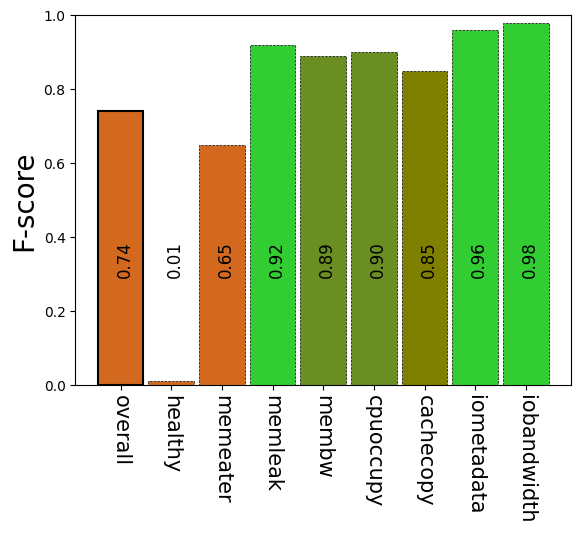 F-score
1.0
0.8
0.6
0.4
0.2
0.0
0.74
0.01
0.65
0.92
0.89
0.90
0.85
0.96
0.98
overall
healthy
memeater
memleak
membw
cpuoccupy
cachecopy
iometadata
iobandwidth